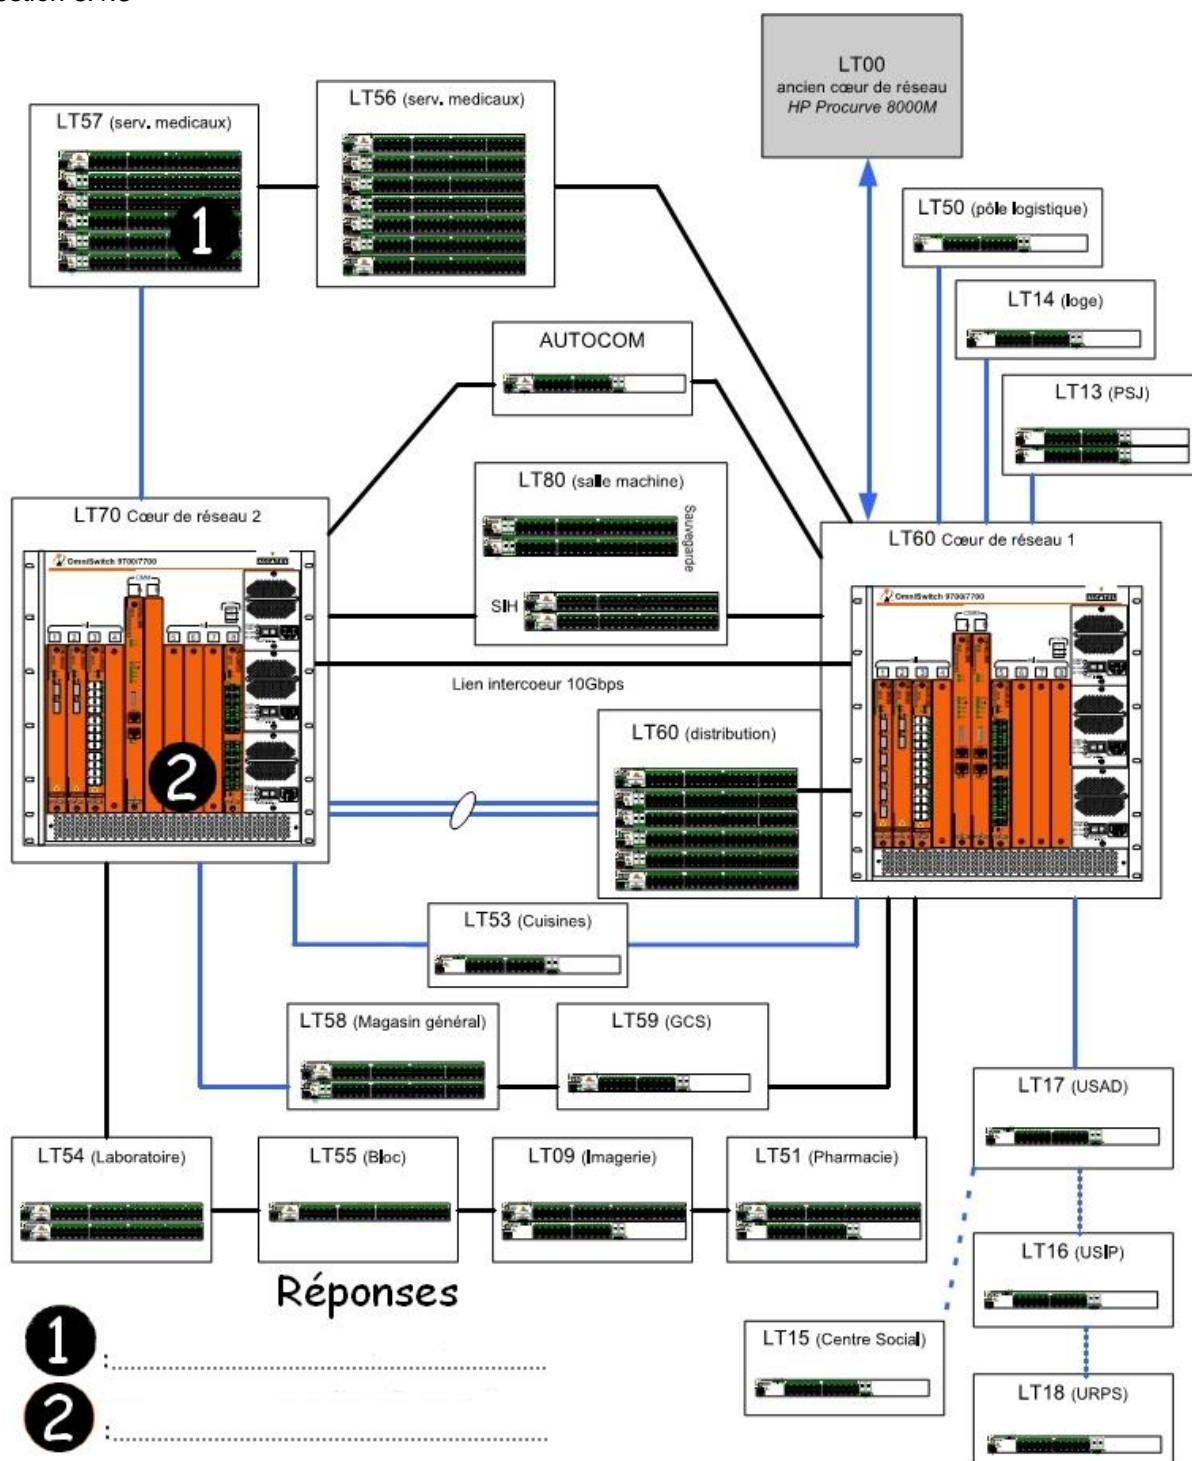 LT00
ancien cœur de réseau
HP Procurve 8000M
LT56 (serv. medicaux)
LT57 (serv. medicaux)
1
LT50 (pôle logistique)
LT14 (loge)
AUTOCOM
LT13 (PSJ)
LT80 (salle machine)
Sauvegarde
SIH
LT70 Cœur de réseau 2
OmniSwitch 9700/7700
ALCATEL
2
LT60 Cœur de réseau 1
OmniSwitch 9700/7700
ALCATEL
Lien intercoeur 10Gbps
LT60 (distribution)
LT53 (Cuisines)
LT58 (Magasin général)
LT59 (GCS)
LT17 (USAD)
LT54 (Laboratoire)
LT55 (Bloc)
LT09 (Imagerie)
LT51 (Pharmacie)
LT16 (USIP)
LT15 (Centre Social)
LT18 (URPS)
Réponses
1 :
2 :